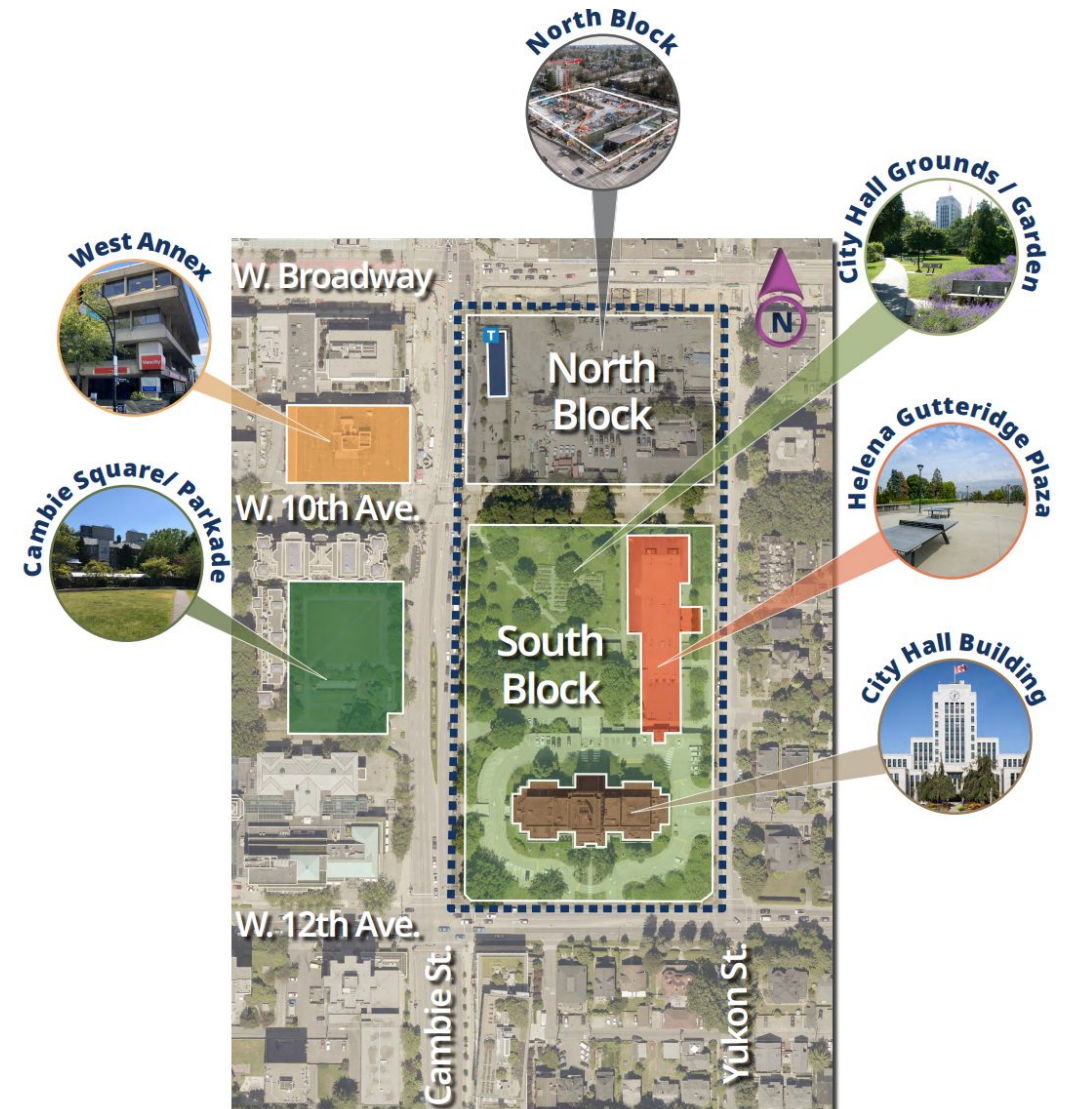 North Block
City Hall Grounds / Garden
West Annex
W. Broadway
N
T
North
Block
Helena Gutteridge Plaza
Cambie Square/ Parkade
W. 10th Ave.
South
Block
City Hall Building
W. 12th Ave.
Cambie St.
Yukon St.